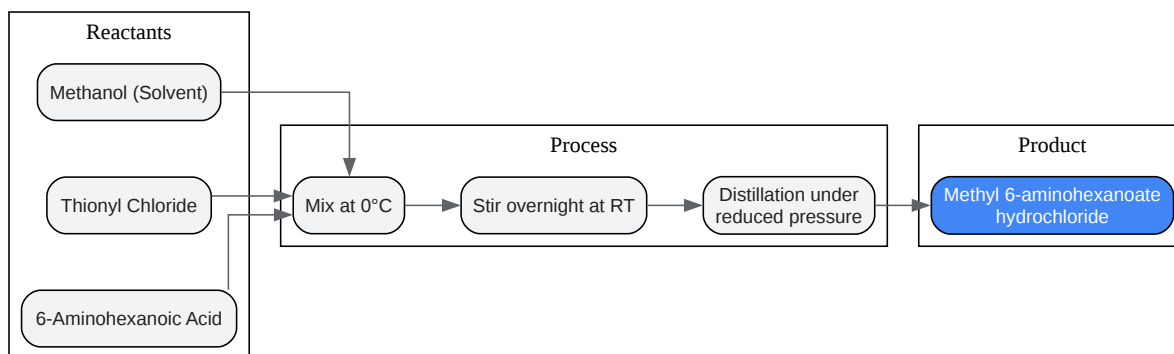 Reactants
Methanol (Solvent)
Thionyl Chloride
6-Aminohexanoic Acid
Process
Mix at 0°C
Stir overnight at RT
Distillation under
reduced pressure
Product
Methyl 6-aminohexanoate
hydrochloride